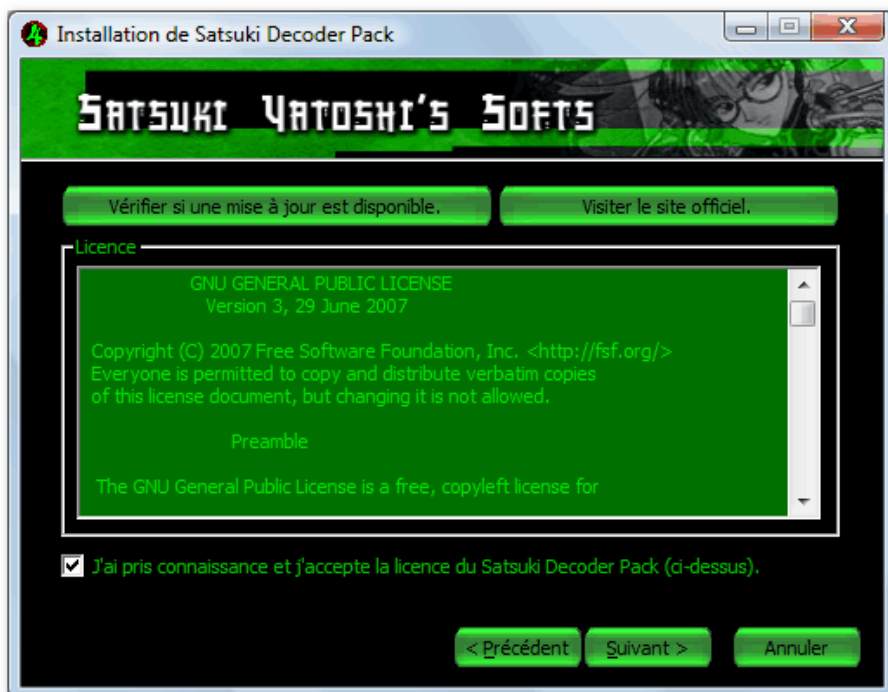 Installation de Satsuki Decoder Pack
Satsuki Yatoshi's Softs
Vérifier si une mise à jour est disponible.
Visiter le site officiel.
Licence
GNU GENERAL PUBLIC LICENSE
Version 3, 29 June 2007
Copyright (C) 2007 Free Software Foundation, Inc. <http://fsf.org/>
Everyone is permitted to copy and distribute verbatim copies
of this license document, but changing it is not allowed.
Preamble
The GNU General Public License is a free, copyleft license for
J'ai pris connaissance et j'accepte la licence du Satsuki Decoder Pack (ci-dessus).
< Précédent
Suivant >
Annuler